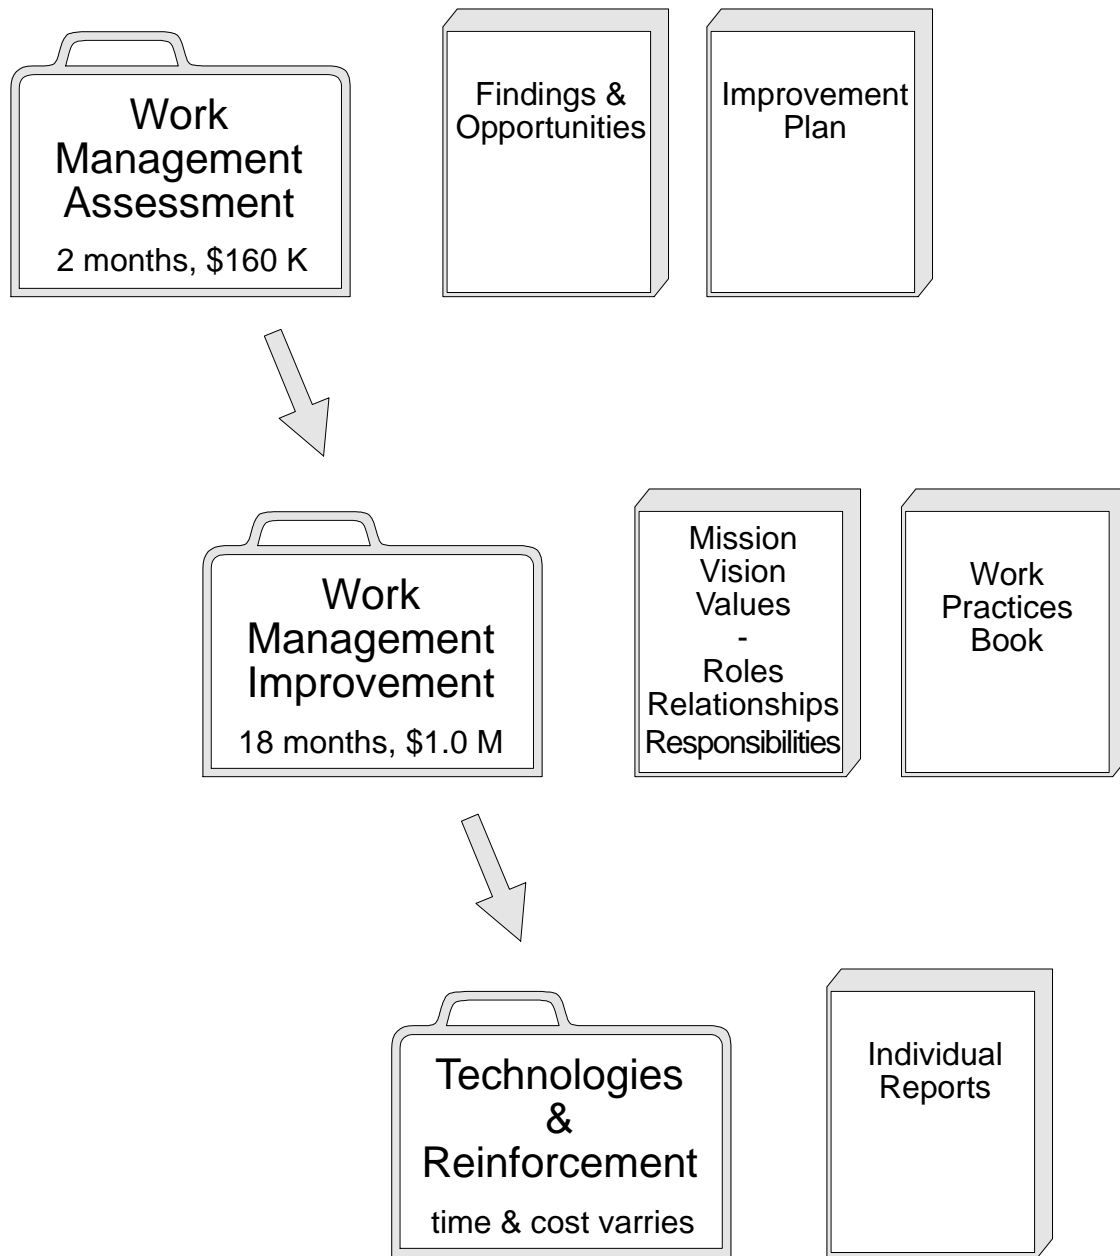 Work
Management
Assessment
2 months, $160 K
Findings &
Opportunities
Improvement
Plan
Work
Management
Improvement
18 months, $1.0 M
Mission
Vision
Values
-
Roles
Relationships
Responsibilities
Work
Practices
Book
Technologies
&
Reinforcement
time & cost varries
Individual
Reports